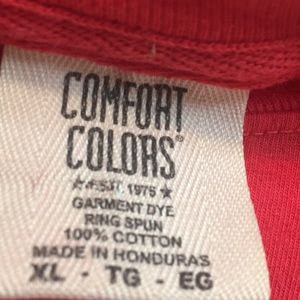 COMFORT
COLORS®
★ EST. 1975 ★
GARMENT DYE
RING SPUN
100% COTTON
MADE IN HONDURAS
XL - TG - EG